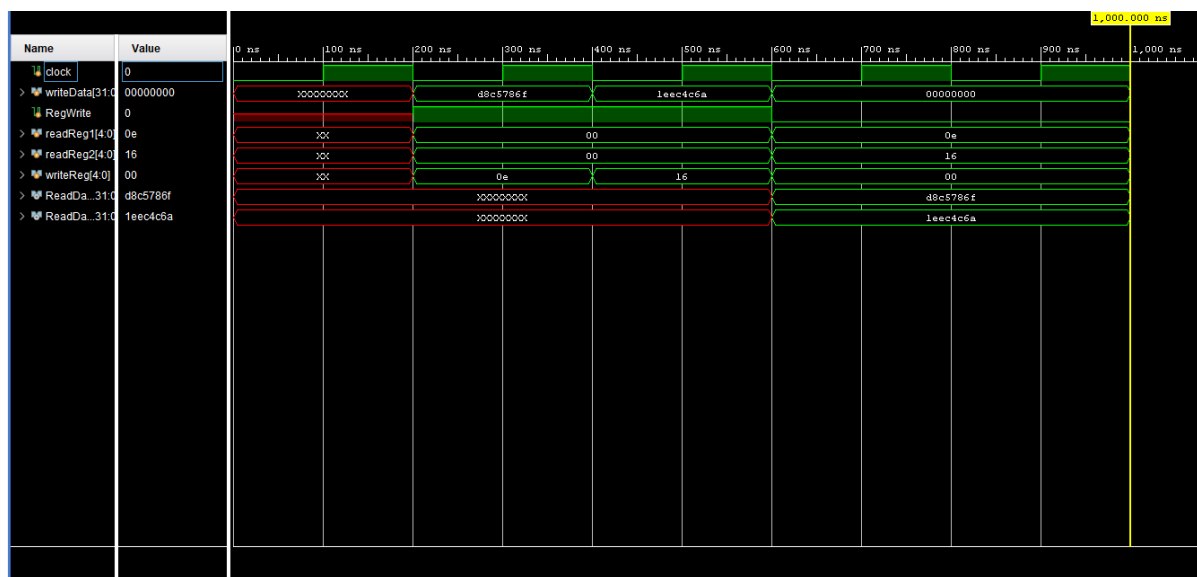 1,000.000 ns
Name Value
0 ns 100 ns 200 ns 300 ns 400 ns 500 ns 600 ns 700 ns 800 ns 900 ns 1,000 ns
clock 0
writeData[31:0 00000000 XXXXXXXX d8c5786f 1eec4c6a 00000000
RegWrite 0
readReg1[4:0] 0e XX 00 0e
readReg2[4:0] 16 XX 00 16
writeReg[4:0] 00 XX 0e 16 00
ReadDa...31:0 d8c5786f XXXXXXXX d8c5786f
ReadDa...31:0 1eec4c6a XXXXXXXX 1eec4c6a